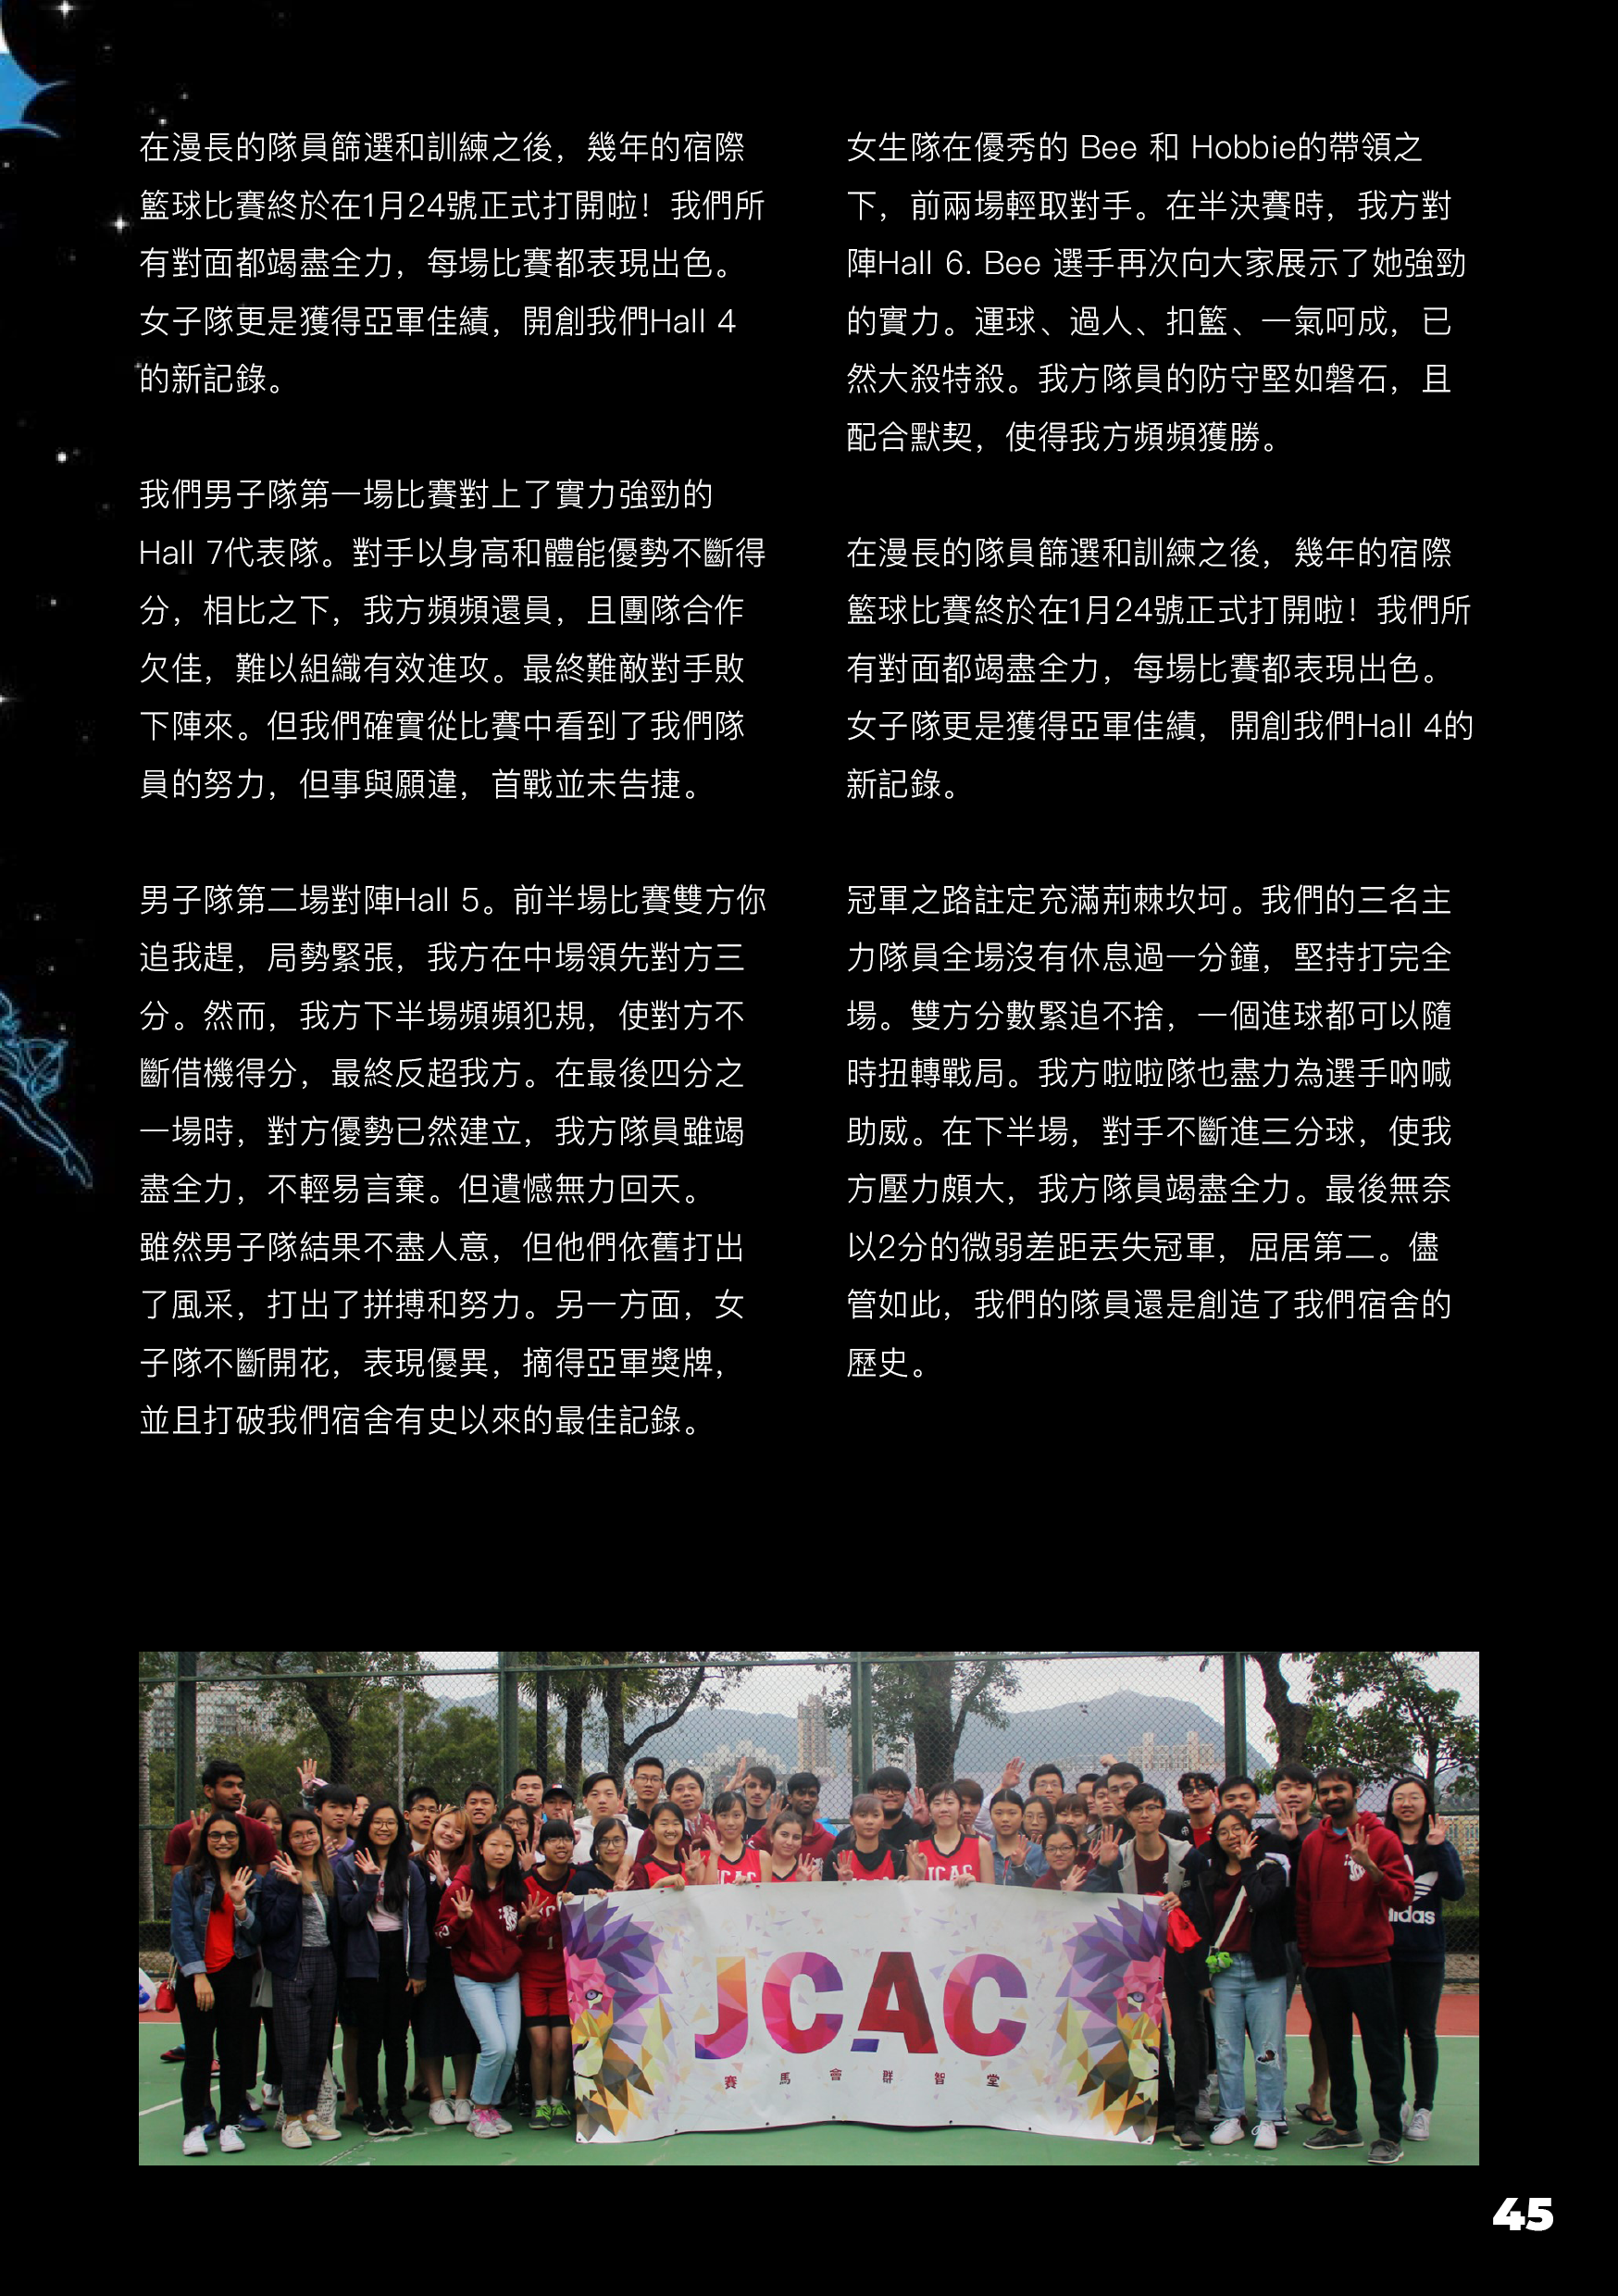 在漫長的隊員篩選和訓練之後，幾年的宿際
籃球比賽終於在1月24號正式打開啦！我們所
有對面都竭盡全力，每場比賽都表現出色。
女子隊更是獲得亞軍佳績，開創我們Hall 4
的新記錄。
我們男子隊第一場比賽對上了實力強勁的
Hall 7代表隊。對手以身高和體能優勢不斷得
分，相比之下，我方頻頻還員，且團隊合作
欠佳，難以組織有效進攻。最終難敵對手敗
下陣來。但我們確實從比賽中看到了我們隊
員的努力，但事與願違，首戰並未告捷。
男子隊第二場對陣Hall 5。前半場比賽雙方你
追我趕，局勢緊張，我方在中場領先對方三
分。然而，我方下半場頻頻犯規，使對方不
斷借機得分，最終反超我方。在最後四分之
一場時，對方優勢已然建立，我方隊員雖竭
盡全力，不輕易言棄。但遺憾無力回天。
雖然男子隊結果不盡人意，但他們依舊打出
了風采，打出了拼搏和努力。另一方面，女
子隊不斷開花，表現優異，摘得亞軍獎牌，
並且打破我們宿舍有史以來的最佳記錄。
女生隊在優秀的 Bee 和 Hobbie的帶領之
下，前兩場輕取對手。在半決賽時，我方對
陣Hall 6. Bee 選手再次向大家展示了她強勁
的實力。運球、過人、扣籃、一氣呵成，已
然大殺特殺。我方隊員的防守堅如磐石，且
配合默契，使得我方頻頻獲勝。
在漫長的隊員篩選和訓練之後，幾年的宿際
籃球比賽終於在1月24號正式打開啦！我們所
有對面都竭盡全力，每場比賽都表現出色。
女子隊更是獲得亞軍佳績，開創我們Hall 4的
新記錄。
冠軍之路註定充滿荊棘坎坷。我們的三名主
力隊員全場沒有休息過一分鐘，堅持打完全
場。雙方分數緊追不捨，一個進球都可以隨
時扭轉戰局。我方啦啦隊也盡力為選手吶喊
助威。在下半場，對手不斷進三分球，使我
方壓力頗大，我方隊員竭盡全力。最後無奈
以2分的微弱差距丟失冠軍，屈居第二。儘
管如此，我們的隊員還是創造了我們宿舍的
歷史。
JCAC
adidas
JCAC
賽馬會群智堂
45